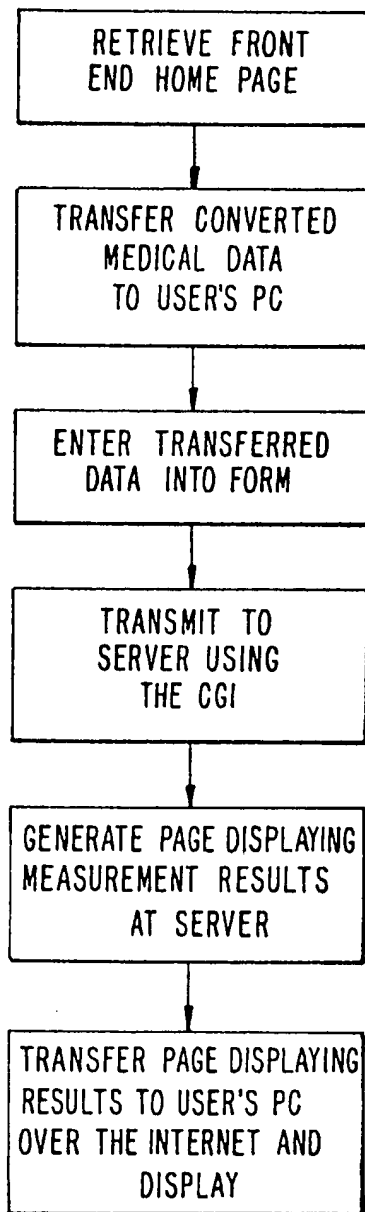 RETRIEVE FRONT
END HOME PAGE
TRANSFER CONVERTED
MEDICAL DATA
TO USER'S PC
ENTER TRANSFERRED
DATA INTO FORM
TRANSMIT TO
SERVER USING
THE CGI
GENERATE PAGE DISPLAYING
MEASUREMENT RESULTS
AT SERVER
TRANSFER PAGE DISPLAYING
RESULTS TO USER'S PC
OVER THE INTERNET AND
DISPLAY